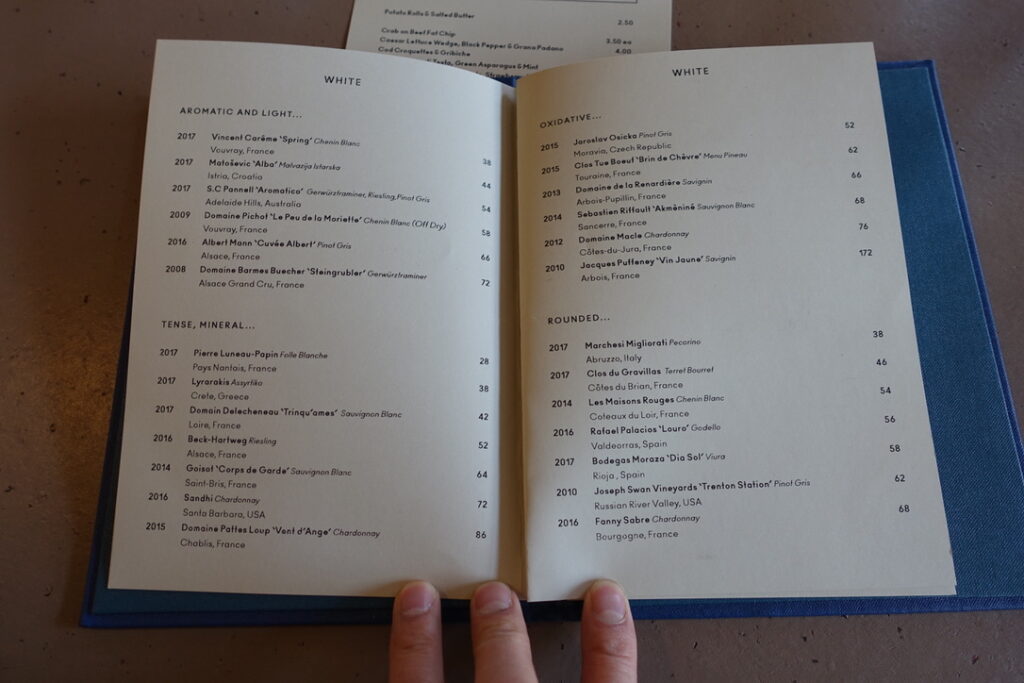 Potato Rolls & Salted Butter 2.50
Crab on Beef Fat Chip 3.50 ea
Caesar Lettuce Wedge, Black Pepper & Grana Padano 4.00
Cod Croquettes & Gribiche
Green Asparagus & Mint
WHITE
AROMATIC AND LIGHT...
2017 Vincent Carême 'Spring' Chenin Blanc
Vouvray, France 38
2017 Matošević 'Alba' Malvazija Istarska
Istria, Croatia 44
2017 S.C Pannell 'Aromatico' Gerwürztraminer, Riesling,Pinot Gris
Adelaide Hills, Australia 54
2009 Domaine Pichot 'Le Peu de la Moriette' Chenin Blanc (Off Dry)
Vouvray, France 58
2016 Albert Mann 'Cuvée Albert' Pinot Gris
Alsace, France 66
2008 Domaine Barmes Buecher 'Steingrubler' Gerwürztraminer
Alsace Grand Cru, France 72
TENSE, MINERAL...
2017 Pierre Luneau-Papin Folle Blanche
Pays Nantais, France 28
2017 Lyrarakis Assyrtiko
Crete, Greece 38
2017 Domain Delecheneau 'Trinqu'ames' Sauvignon Blanc
Loire, France 42
2016 Beck-Hartweg Riesling
Alsace, France 52
2014 Goisot 'Corps de Garde' Sauvignon Blanc
Saint-Bris, France 64
2016 Sandhi Chardonnay
Santa Barbara, USA 72
2015 Domaine Pattes Loup 'Vent d'Ange' Chardonnay
Chablis, France 86
WHITE
OXIDATIVE...
2015 Jaroslav Osicka Pinot Gris 52
Moravia, Czech Republic
2015 Clos Tue Boeuf 'Brin de Chèvre' Menu Pineau 62
Touraine, France
2013 Domaine de la Renardière Savignin 66
Arbois-Pupillin, France
2014 Sebastien Riffault 'Akméniné' Sauvignon Blanc 68
Sancerre, France
2012 Domaine Macle Chardonnay 76
Côtes-du-Jura, France
2010 Jacques Puffeney 'Vin Jaune' Savignin 172
Arbois, France
ROUNDED...
2017 Marchesi Migliorati Pecorino 38
Abruzzo, Italy
2017 Clos du Gravillas Terret Bourret 46
Côtes du Brian, France
2014 Les Maisons Rouges Chenin Blanc 54
Coteaux du Loir, France
2016 Rafael Palacios 'Louro' Godello 56
Valdeorras, Spain
2017 Bodegas Moraza 'Dia Sol' Viura 58
Rioja , Spain
2010 Joseph Swan Vineyards 'Trenton Station' Pinot Gris 62
Russian River Valley, USA
2016 Fanny Sabre Chardonnay 68
Bourgogne, France